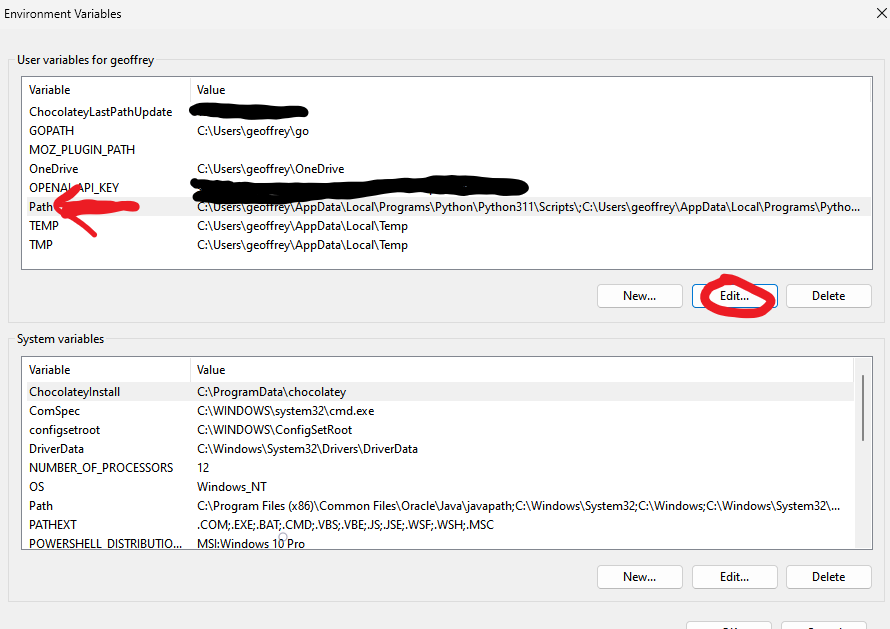 Environment Variables
User variables for geoffrey
Variable Value
ChocolateyLastPathUpdate
GOPATH C:\Users\geoffrey\go
MOZ_PLUGIN_PATH
OneDrive C:\Users\geoffrey\OneDrive
OPENAI_API_KEY
Path C:\Users\geoffrey\AppData\Local\Programs\Python\Python311\Scripts\;C:\Users\geoffrey\AppData\Local\Programs\Pytho...
TEMP C:\Users\geoffrey\AppData\Local\Temp
TMP C:\Users\geoffrey\AppData\Local\Temp
New... Edit... Delete
System variables
Variable Value
ChocolateyInstall C:\ProgramData\chocolatey
ComSpec C:\WINDOWS\system32\cmd.exe
configsetroot C:\WINDOWS\ConfigSetRoot
DriverData C:\Windows\System32\Drivers\DriverData
NUMBER_OF_PROCESSORS 12
OS Windows_NT
Path C:\Program Files (x86)\Common Files\Oracle\Java\javapath;C:\Windows\System32;C:\Windows;C:\Windows\System32\...
PATHEXT .COM;.EXE;.BAT;.CMD;.VBS;.VBE;.JS;.JSE;.WSF;.WSH;.MSC
POWERSHELL_DISTRIBUTIO... MSI:Windows 10 Pro
New... Edit... Delete